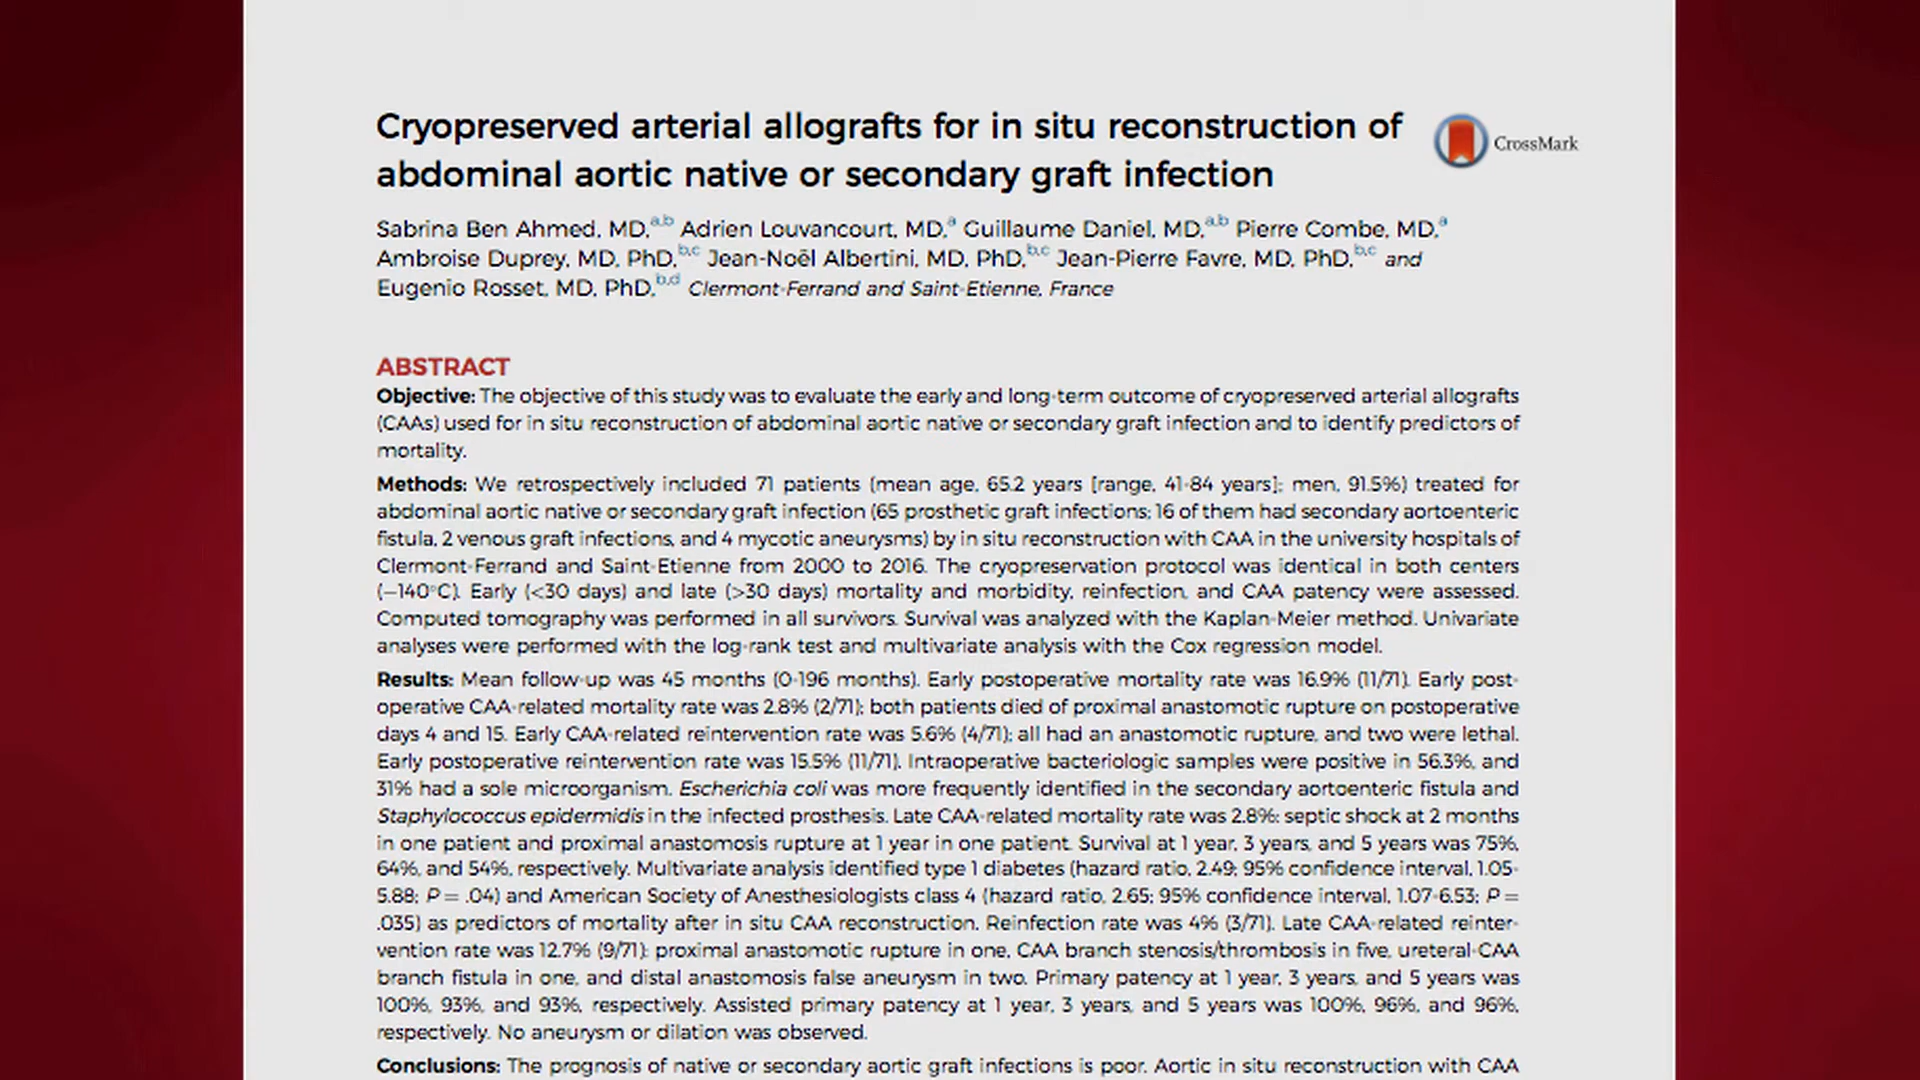 Cryopreserved arterial allografts for in situ reconstruction of
abdominal aortic native or secondary graft infection
CrossMark
Sabrina Ben Ahmed, MD,a,b Adrien Louvancourt, MD,a Guillaume Daniel, MD,a,b Pierre Combe, MD,a
Ambroise Duprey, MD, PhD,b,c Jean-Noël Albertini, MD, PhD,b,c Jean-Pierre Favre, MD, PhD,b,c and
Eugenio Rosset, MD, PhD,b,d Clermont-Ferrand and Saint-Etienne, France
ABSTRACT
Objective: The objective of this study was to evaluate the early and long-term outcome of cryopreserved arterial allografts
(CAAs) used for in situ reconstruction of abdominal aortic native or secondary graft infection and to identify predictors of
mortality.
Methods: We retrospectively included 71 patients (mean age, 65.2 years [range, 41-84 years]; men, 91.5%) treated for
abdominal aortic native or secondary graft infection (65 prosthetic graft infections; 16 of them had secondary aortoenteric
fistula, 2 venous graft infections, and 4 mycotic aneurysms) by in situ reconstruction with CAA in the university hospitals of
Clermont-Ferrand and Saint-Etienne from 2000 to 2016. The cryopreservation protocol was identical in both centers
(−140°C). Early (<30 days) and late (>30 days) mortality and morbidity, reinfection, and CAA patency were assessed.
Computed tomography was performed in all survivors. Survival was analyzed with the Kaplan-Meier method. Univariate
analyses were performed with the log-rank test and multivariate analysis with the Cox regression model.
Results: Mean follow-up was 45 months (0-196 months). Early postoperative mortality rate was 16.9% (11/71). Early post-
operative CAA-related mortality rate was 2.8% (2/71); both patients died of proximal anastomotic rupture on postoperative
days 4 and 15. Early CAA-related reintervention rate was 5.6% (4/71); all had an anastomotic rupture, and two were lethal.
Early postoperative reintervention rate was 15.5% (11/71). Intraoperative bacteriologic samples were positive in 56.3%, and
31% had a sole microorganism. Escherichia coli was more frequently identified in the secondary aortoenteric fistula and
Staphylococcus epidermidis in the infected prosthesis. Late CAA-related mortality rate was 2.8%: septic shock at 2 months
in one patient and proximal anastomosis rupture at 1 year in one patient. Survival at 1 year, 3 years, and 5 years was 75%,
64%, and 54%, respectively. Multivariate analysis identified type 1 diabetes (hazard ratio, 2.49; 95% confidence interval, 1.05-
5.88; P = .04) and American Society of Anesthesiologists class 4 (hazard ratio, 2.65; 95% confidence interval, 1.07-6.53; P =
.035) as predictors of mortality after in situ CAA reconstruction. Reinfection rate was 4% (3/71). Late CAA-related reinter-
vention rate was 12.7% (9/71): proximal anastomotic rupture in one, CAA branch stenosis/thrombosis in five, ureteral-CAA
branch fistula in one, and distal anastomosis false aneurysm in two. Primary patency at 1 year, 3 years, and 5 years was
100%, 93%, and 93%, respectively. Assisted primary patency at 1 year, 3 years, and 5 years was 100%, 96%, and 96%,
respectively. No aneurysm or dilation was observed.
Conclusions: The prognosis of native or secondary aortic graft infections is poor. Aortic in situ reconstruction with CAA